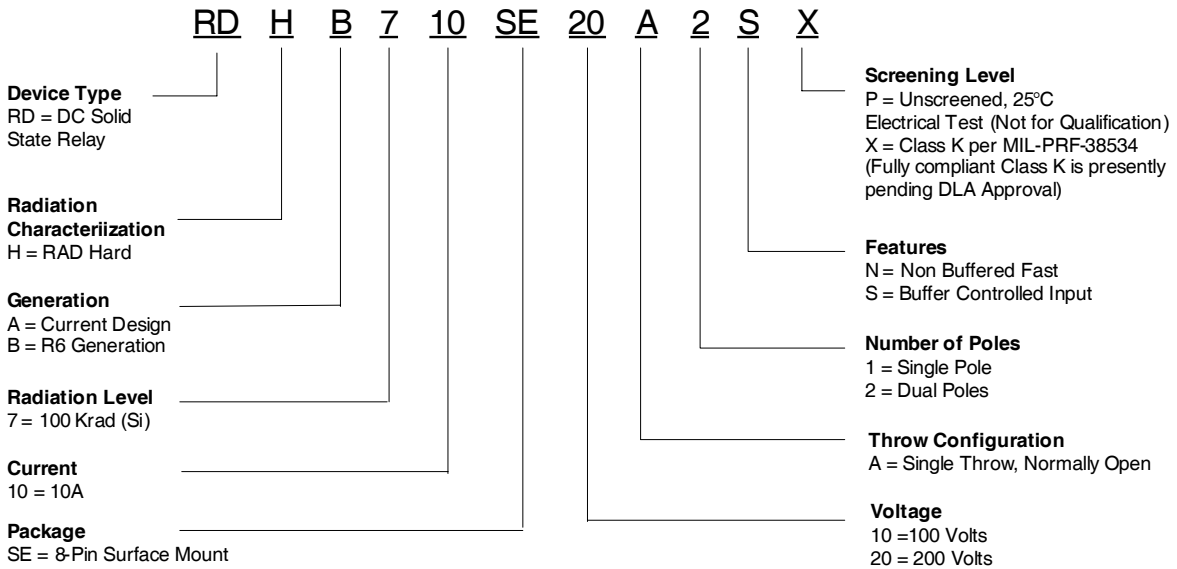 RD H B 7 10 SE 20 A 2 S X
Device Type
RD = DC Solid
State Relay
Radiation
Characteriization
H = RAD Hard
Generation
A = Current Design
B = R6 Generation
Radiation Level
7 = 100 Krad (Si)
Current
10 = 10A
Package
SE = 8-Pin Surface Mount
Screening Level
P = Unscreened, 25°C
Electrical Test (Not for Qualification)
X = Class K per MIL-PRF-38534
(Fully compliant Class K is presently
pending DLA Approval)
Features
N = Non Buffered Fast
S = Buffer Controlled Input
Number of Poles
1 = Single Pole
2 = Dual Poles
Throw Configuration
A = Single Throw, Normally Open
Voltage
10 =100 Volts
20 = 200 Volts